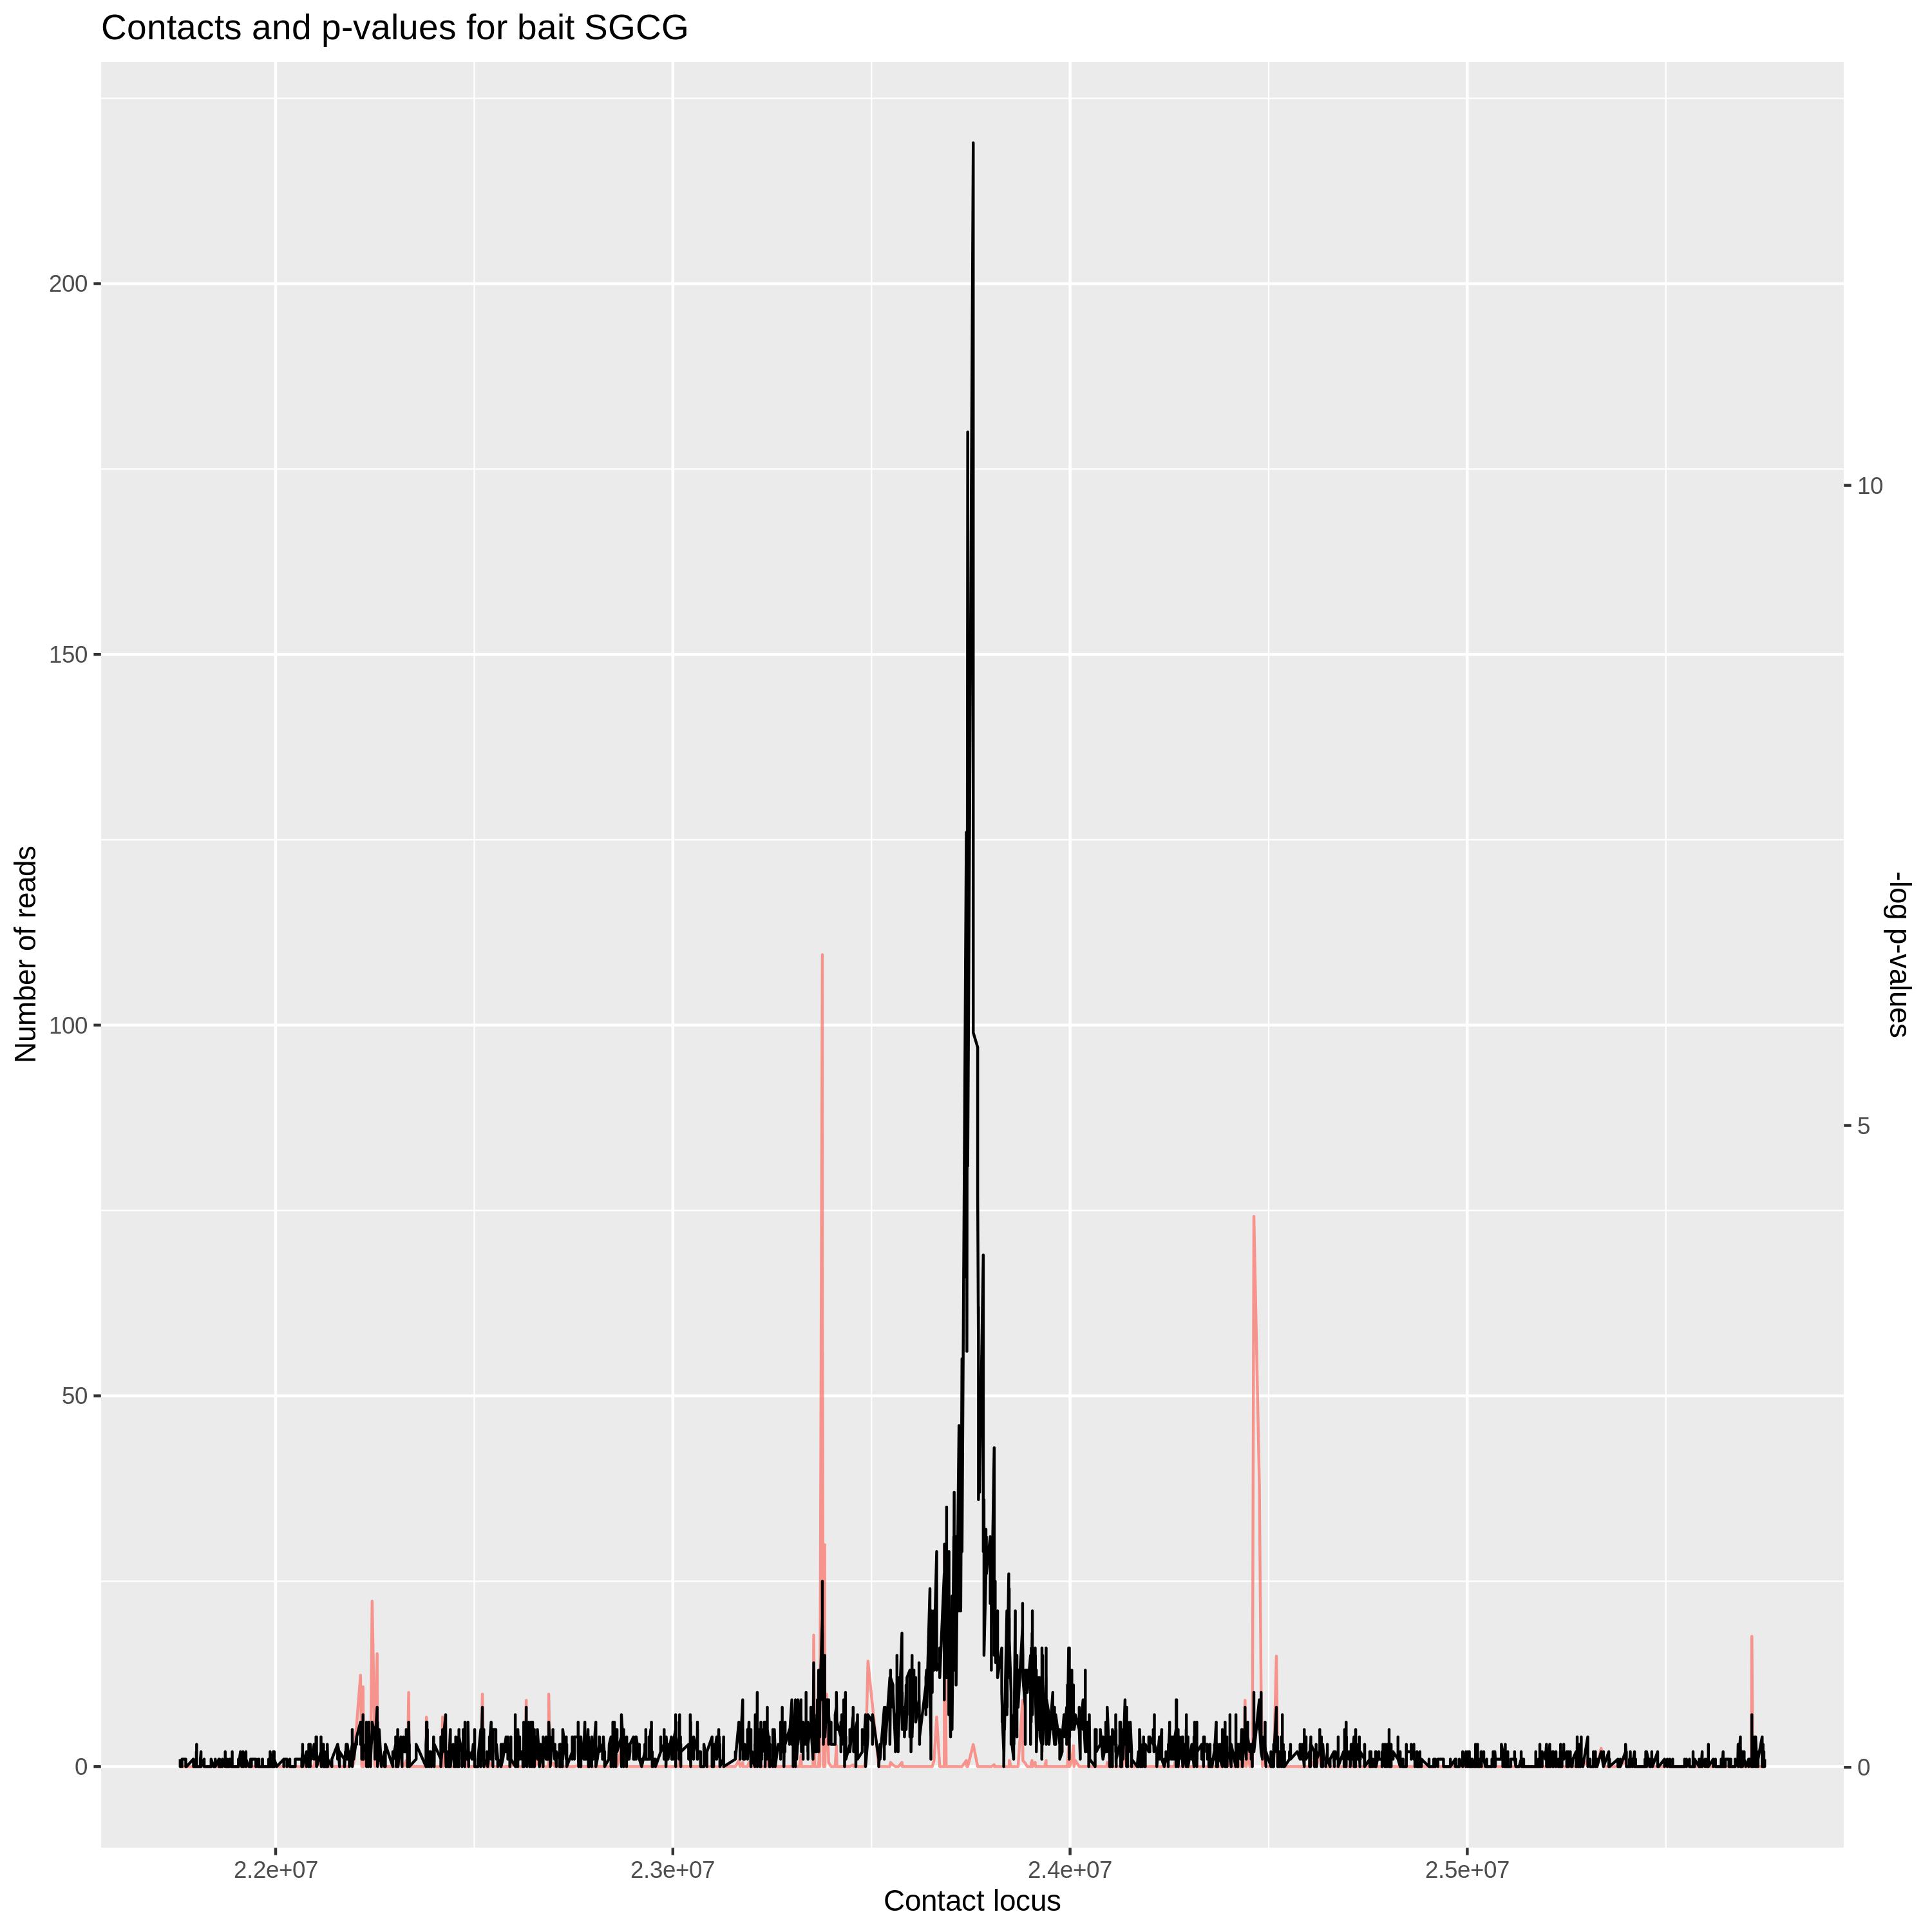 Contacts and p-values for bait SGCG
200
150
100
50
0
Number of reads
10
5
0
-log p-values
2.2e+07 2.3e+07 2.4e+07 2.5e+07
Contact locus